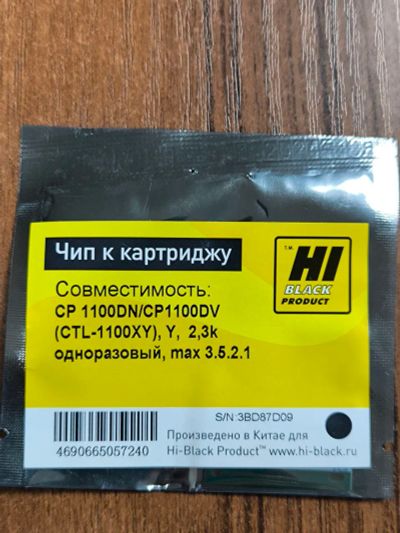 Чип к картриджу
T.M.
HI
BLACK
PRODUCT
Совместимость:
CP 1100DN/CP1100DV
(CTL-1100XY), Y, 2,3k
одноразовый, max 3.5.2.1
S/N:3BD87D09
4690665057240
Произведено в Китае для
Hi-Black Product™ www.hi-black.ru